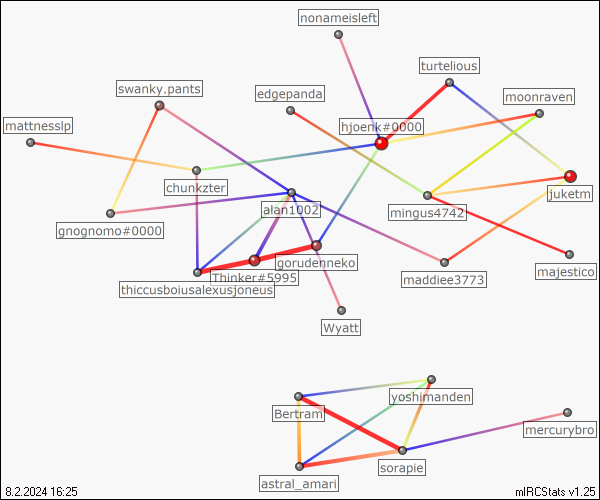 nonameisleft
turtelious
swanky.pants
edgepanda
moonraven
mattnesslp
hjoenk#0000
chunkzter
juketm
alan1002
mingus4742
gnognomo#0000
gorudenneko
majestico
Thinker#5995
maddiee3773
thiccusboiusalexusjoneus
Wyatt
yoshimanden
Bertram
mercurybro
sorapie
astral_amari
8.2.2024 16:25
mIRCStats v1.25